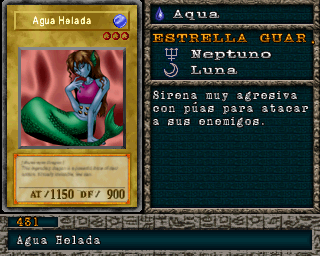 Agua Helada
AT/1150 DF/ 900
Aqua
ESTRELLA GUAR.
Neptuno
Luna
Sirena muy agresiva
con púas para atacar
a sus enemigos.
431
Agua Helada